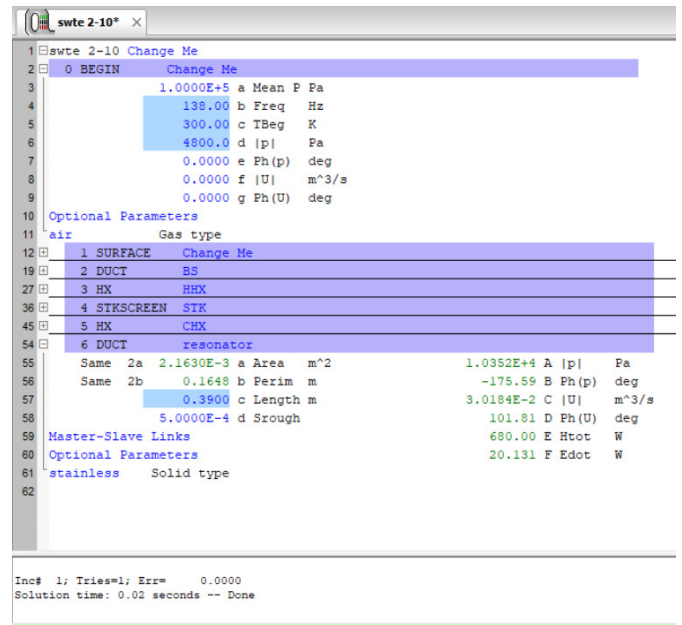 swte 2-10* ×
1 swte 2-10 Change Me
2 0 BEGIN Change Me
3 1.0000E+5 a Mean P Pa
4 138.00 b Freq Hz
5 300.00 c TBeg K
6 4800.0 d |p| Pa
7 0.0000 e Ph(p) deg
8 0.0000 f |U| m^3/s
9 0.0000 g Ph(U) deg
10 Optional Parameters
11 air Gas type
12 1 SURFACE Change Me
19 2 DUCT BS
27 3 HX HHX
36 4 STKSCREEN STK
45 5 HX CHX
54 6 DUCT resonator
55 Same 2a 2.1630E-3 a Area m^2 1.0352E+4 A |p| Pa
56 Same 2b 0.1648 b Perim m -175.59 B Ph(p) deg
57 0.3900 c Length m 3.0184E-2 C |U| m^3/s
58 5.0000E-4 d Srough 101.81 D Ph(U) deg
59 Master-Slave Links 680.00 E Htot W
60 Optional Parameters 20.131 F Edot W
61 stainless Solid type
62
Inc# 1; Tries=1; Err= 0.0000
Solution time: 0.02 seconds -- Done